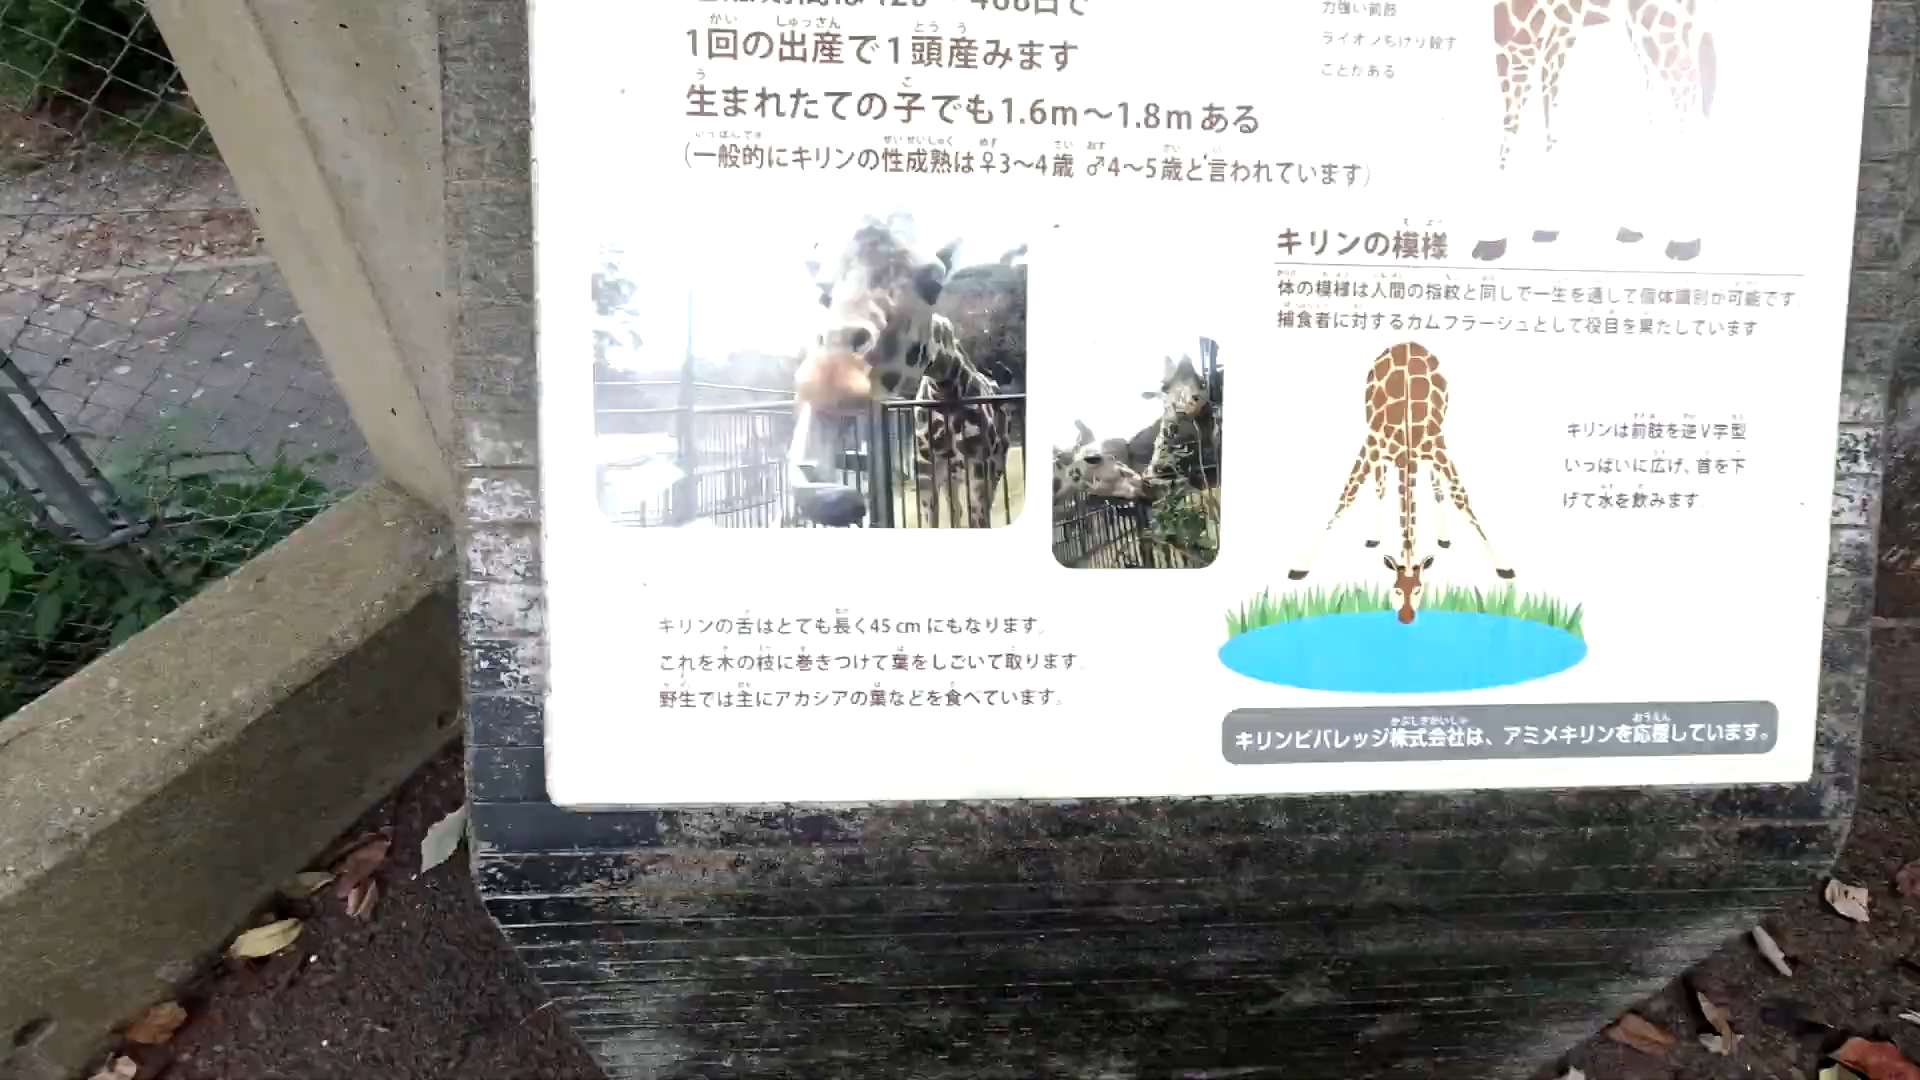 1回の出産で1頭産みます
生まれたての子でも1.6m〜1.8mある
(一般的にキリンの性成熟は♀3〜4歳 ♂4〜5歳と言われています)
力強い前肢
ライオンもけり殺す
ことがある
キリンの模様
体の模様は人間の指紋と同じで一生を通して個体識別が可能です。
捕食者に対するカムフラージュとして役目を果たしています
キリンは前肢を逆V字型
いっぱいに広げ、首を下
げて水を飲みます。
キリンの舌はとても長く45cmにもなります。
これを木の枝に巻きつけて葉をしごいて取ります。
野生では主にアカシアの葉などを食べています。
キリンビバレッジ株式会社は、アミメキリンを応援しています。